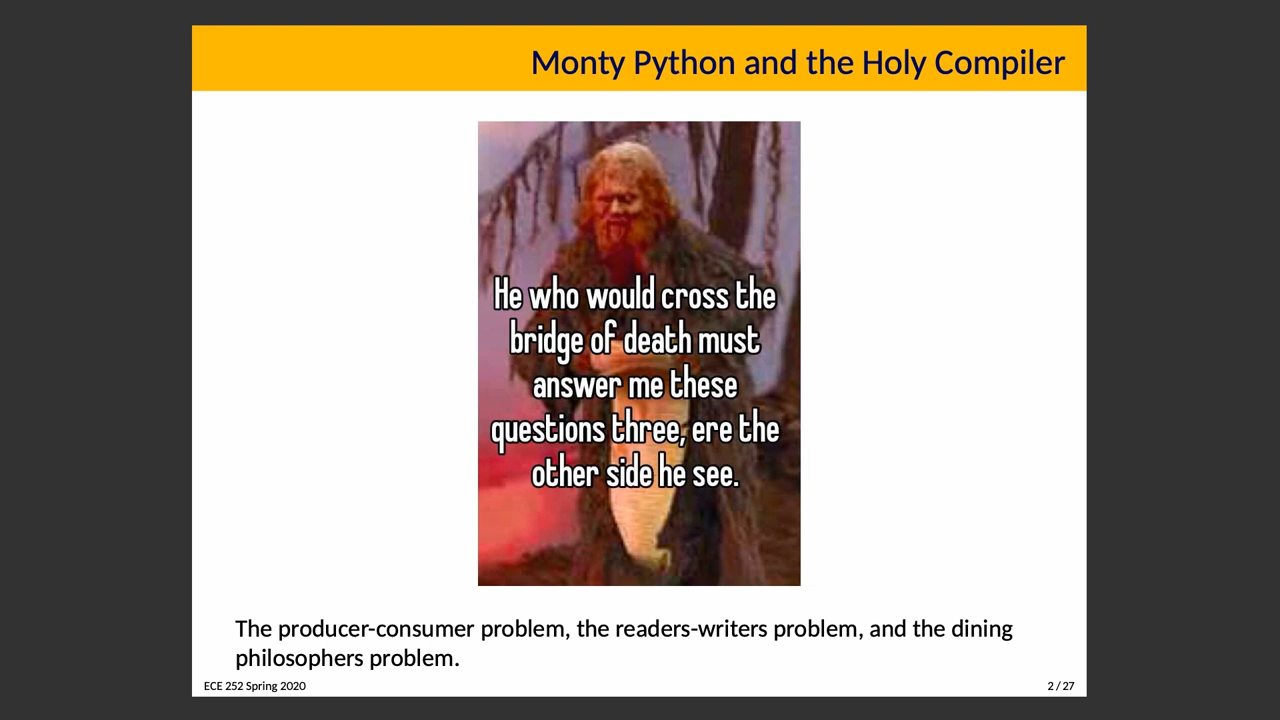 Monty Python and the Holy Compiler
He who would cross the
bridge of death must
answer me these
questions three, ere the
other side he see.
The producer-consumer problem, the readers-writers problem, and the dining
philosophers problem.
ECE 252 Spring 2020
2 / 27